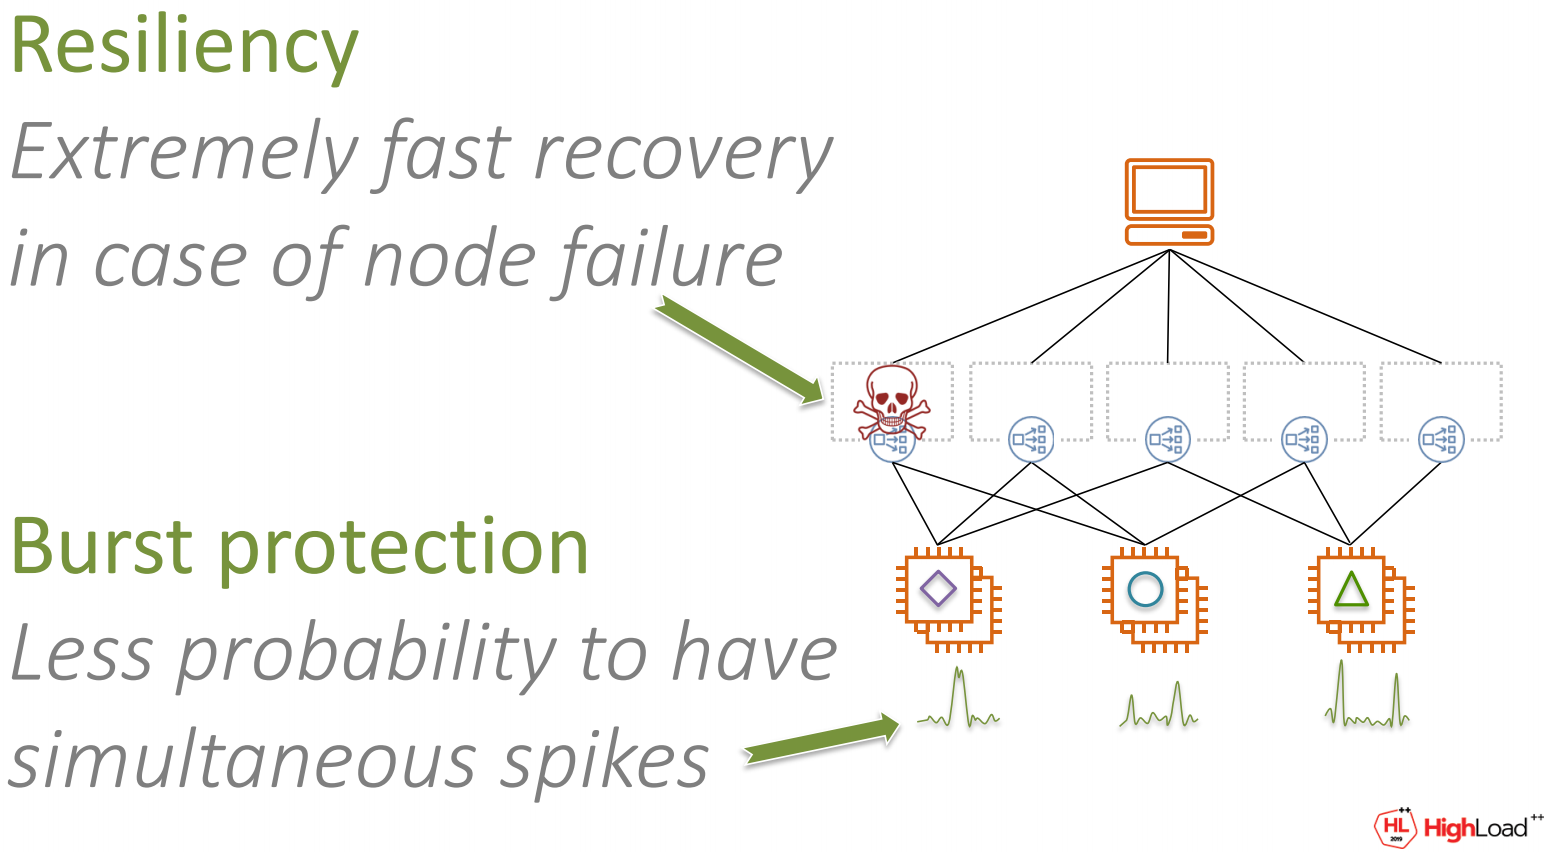 Resiliency
Extremely fast recovery
in case of node failure
Burst protection
Less probability to have
simultaneous spikes
++
HL
2019
HighLoad ++